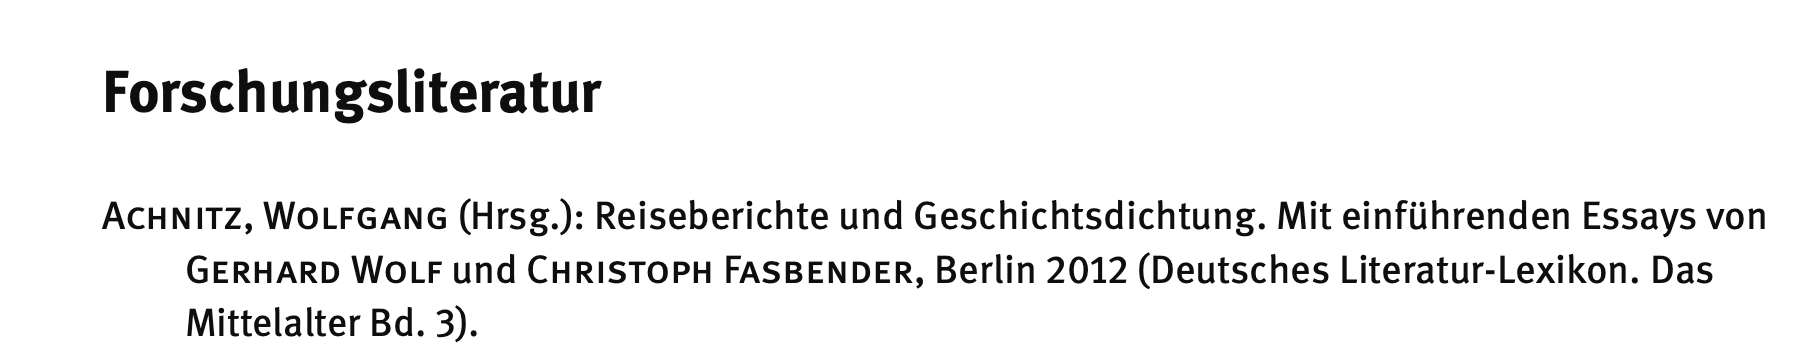 Forschungsliteratur
Achnitz, Wolfgang (Hrsg.): Reiseberichte und Geschichtsdichtung. Mit einführenden Essays von
Gerhard Wolf und Christoph Fasbender, Berlin 2012 (Deutsches Literatur-Lexikon. Das
Mittelalter Bd. 3).